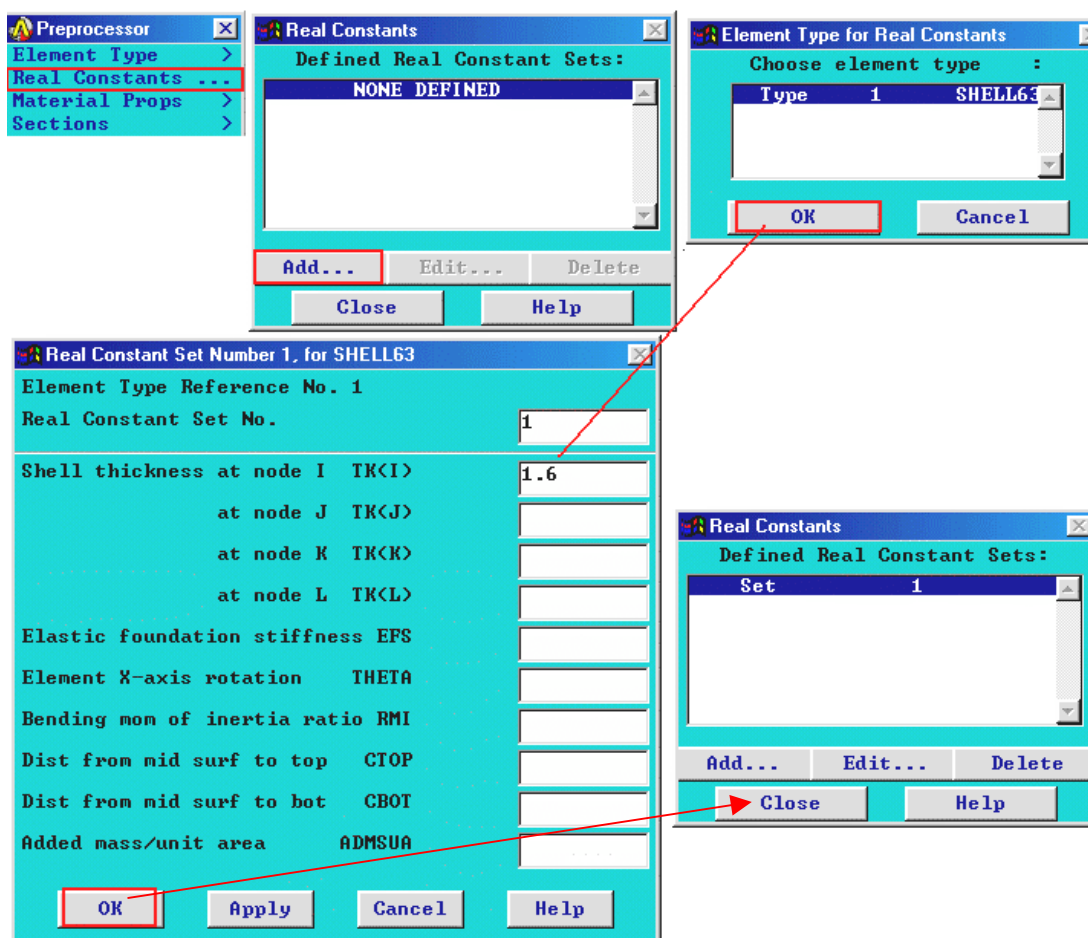 Preprocessor
Element Type >
Real Constants ...
Material Props >
Sections >
Real Constants
Defined Real Constant Sets:
NONE DEFINED
Add... Edit... Delete
Close Help
Element Type for Real Constants
Choose element type :
Type 1 SHELL63
OK Cancel
Real Constant Set Number 1, for SHELL63
Element Type Reference No. 1
Real Constant Set No. 1
Shell thickness at node I TK(I) 1.6
at node J TK(J)
at node K TK(K)
at node L TK(L)
Elastic foundation stiffness EFS
Element X-axis rotation THETA
Bending mom of inertia ratio RMI
Dist from mid surf to top CTOP
Dist from mid surf to bot CBOT
Added mass/unit area ADMSUA
OK Apply Cancel Help
Real Constants
Defined Real Constant Sets:
Set 1
Add... Edit... Delete
Close Help